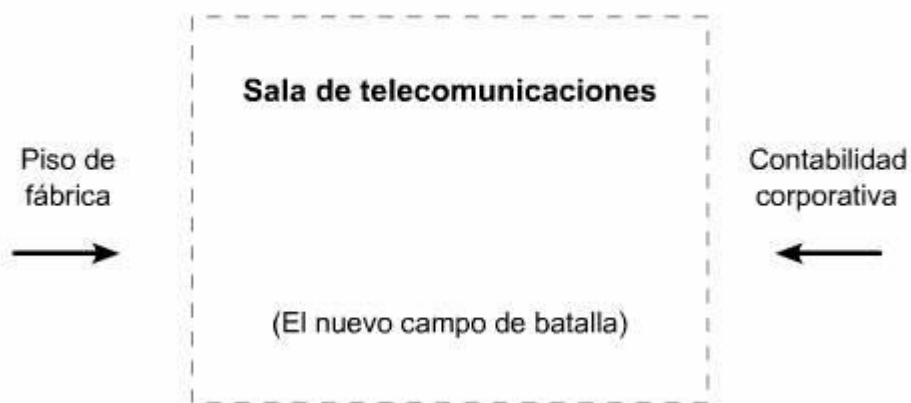 Sala de telecomunicaciones
Piso de
fábrica
Contabilidad
corporativa
(El nuevo campo de batalla)